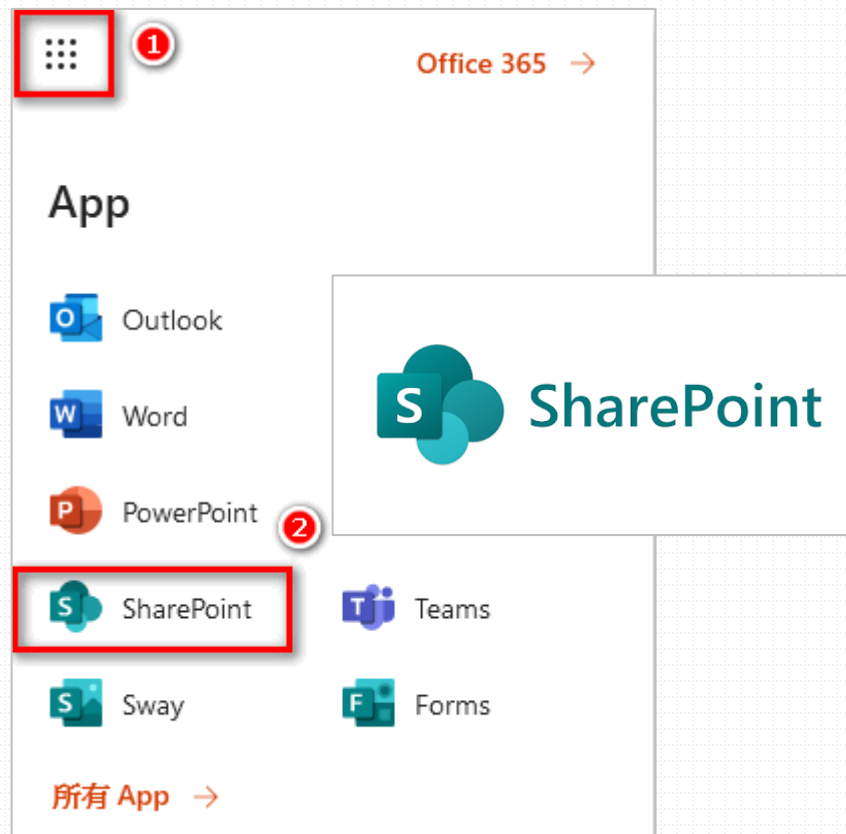 1
Office 365 →
App
O Outlook
S SharePoint
W Word
P PowerPoint
2
S SharePoint
T Teams
S Sway
F Forms
所有 App →